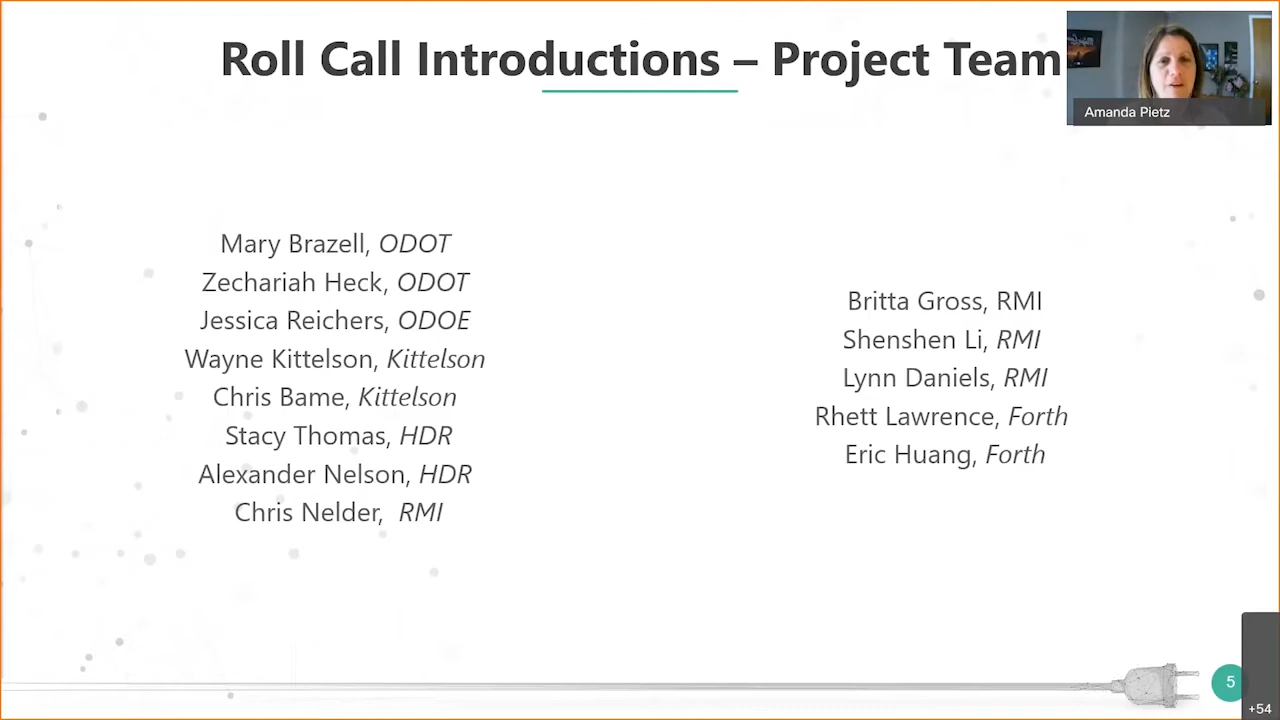 Roll Call Introductions – Project Team
Amanda Pietz
Mary Brazell, ODOT
Zechariah Heck, ODOT
Jessica Reichers, ODOE
Wayne Kittelson, Kittelson
Chris Bame, Kittelson
Stacy Thomas, HDR
Alexander Nelson, HDR
Chris Nelder, RMI
Britta Gross, RMI
Shenshen Li, RMI
Lynn Daniels, RMI
Rhett Lawrence, Forth
Eric Huang, Forth
5
+54